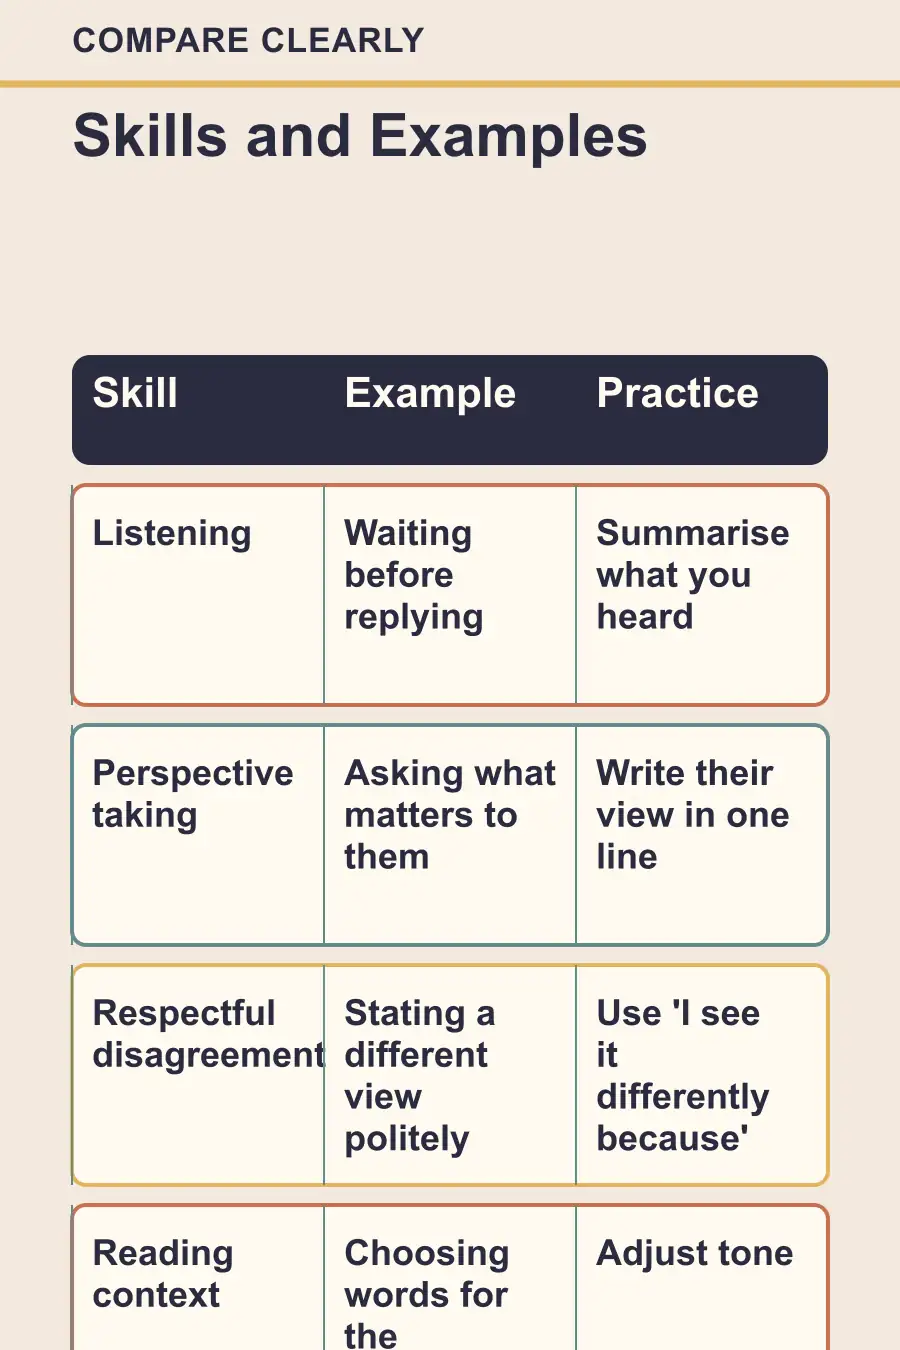 COMPARE CLEARLY
Skills and Examples
Skill
Example
Practice
Listening
Waiting
before
replying
Summarise
what you
heard
Perspective
taking
Asking what
matters to
them
Write their
view in one
line
Respectful
disagreement
Stating a
different
view
politely
Use 'I see
it
differently
because'
Reading
context
Choosing
words for
the
Adjust tone